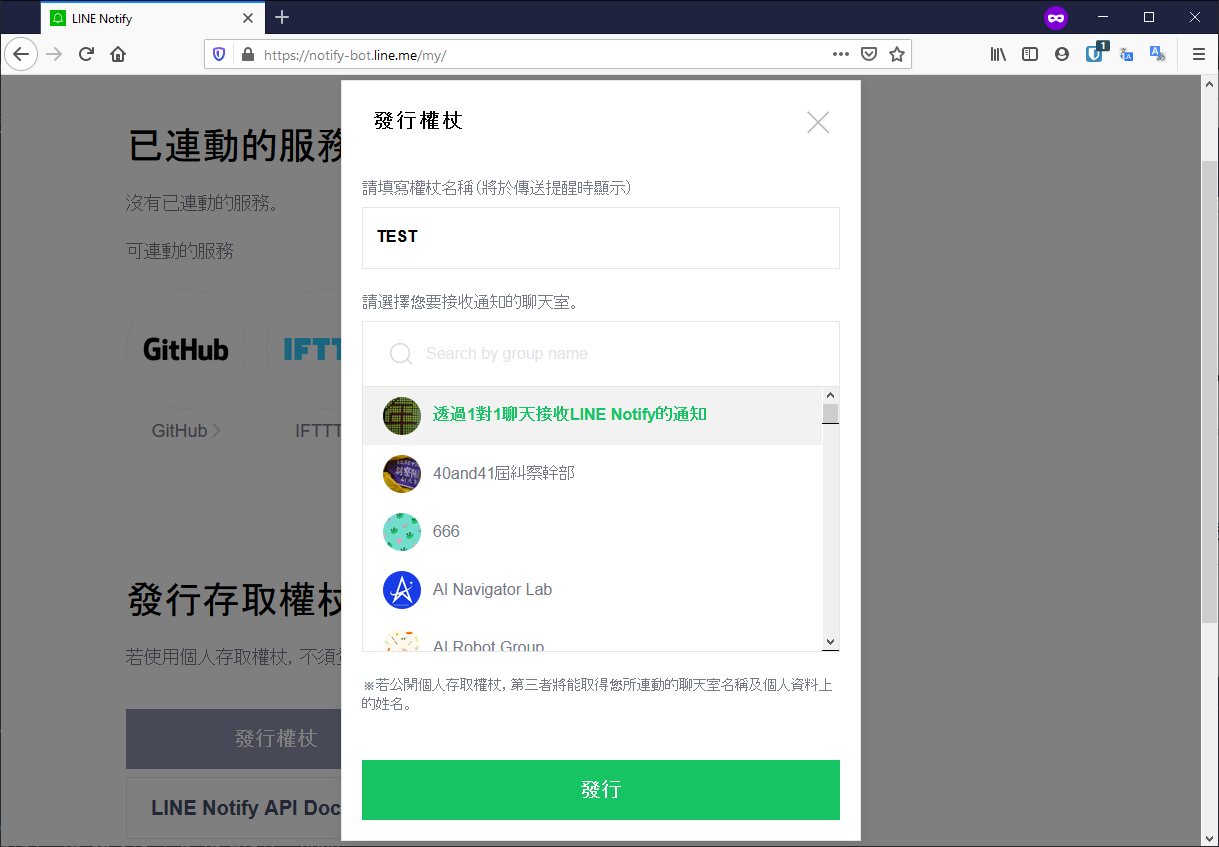 LINE Notify
https://notify-bot.line.me/my/
1
發行權杖
已連動的服務
請填寫權杖名稱(將於傳送提醒時顯示)
沒有已連動的服務。
TEST
可連動的服務
請選擇您要接收通知的聊天室。
GitHub
IFTT
Search by group name
透過1對1聊天接收LINE Notify的通知
GitHub
IFTTT
40and41屆糾察幹部
666
AI Navigator Lab
發行存取權杖
AI Robot Group
若使用個人存取權杖, 不須
※若公開個人存取權杖, 第三者將能取得您所連動的聊天室名稱及個人資料上
的姓名。
發行權杖
發行
LINE Notify API Doc